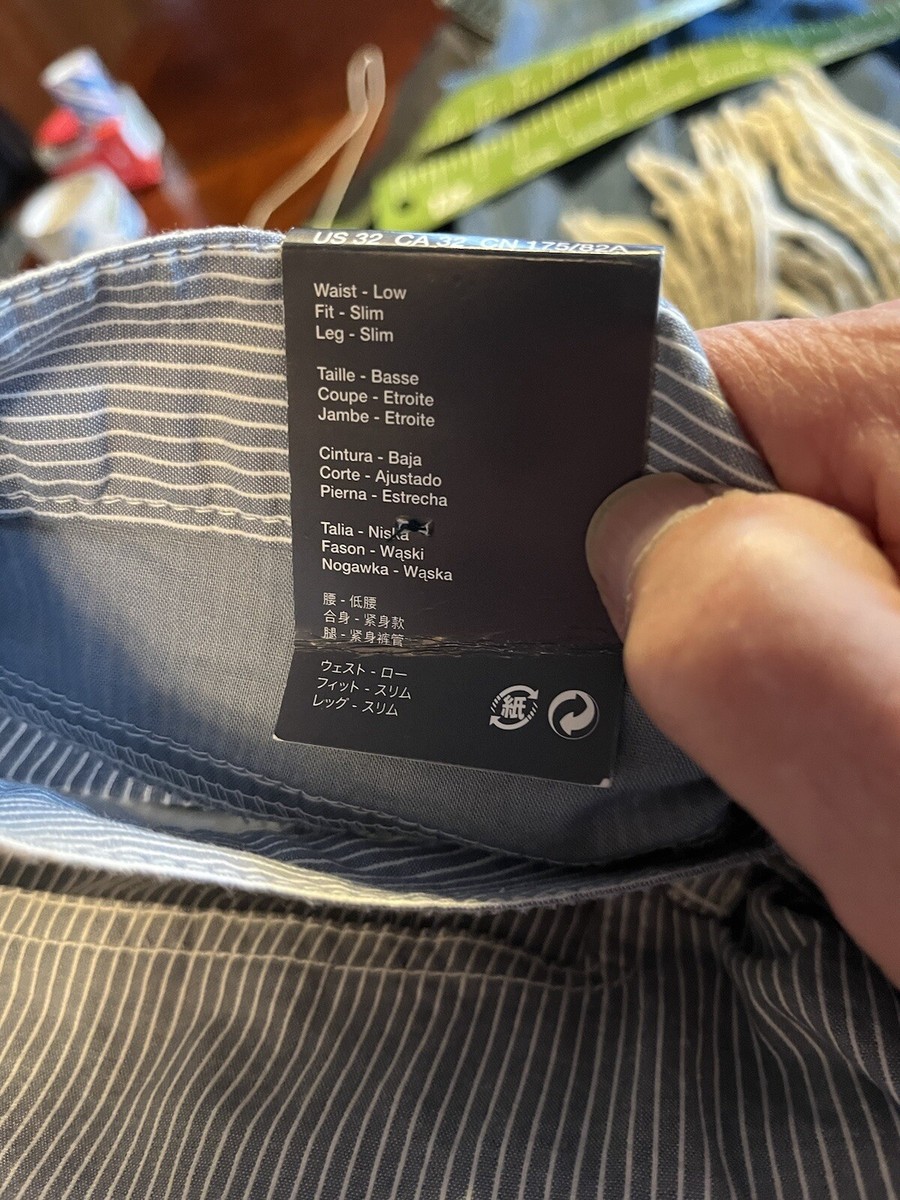 US 32 CA 32 CN 175/82A
Waist - Low
Fit - Slim
Leg - Slim
Taille - Basse
Coupe - Etroite
Jambe - Etroite
Cintura - Baja
Corte - Ajustado
Pierna - Estrecha
Talia - Niska
Fason - Wąski
Nogawka - Wąska
腰 - 低腰
合身 - 紧身款
腿 - 紧身裤管
ウェスト - ロー
フィット - スリム
レッグ - スリム
紙